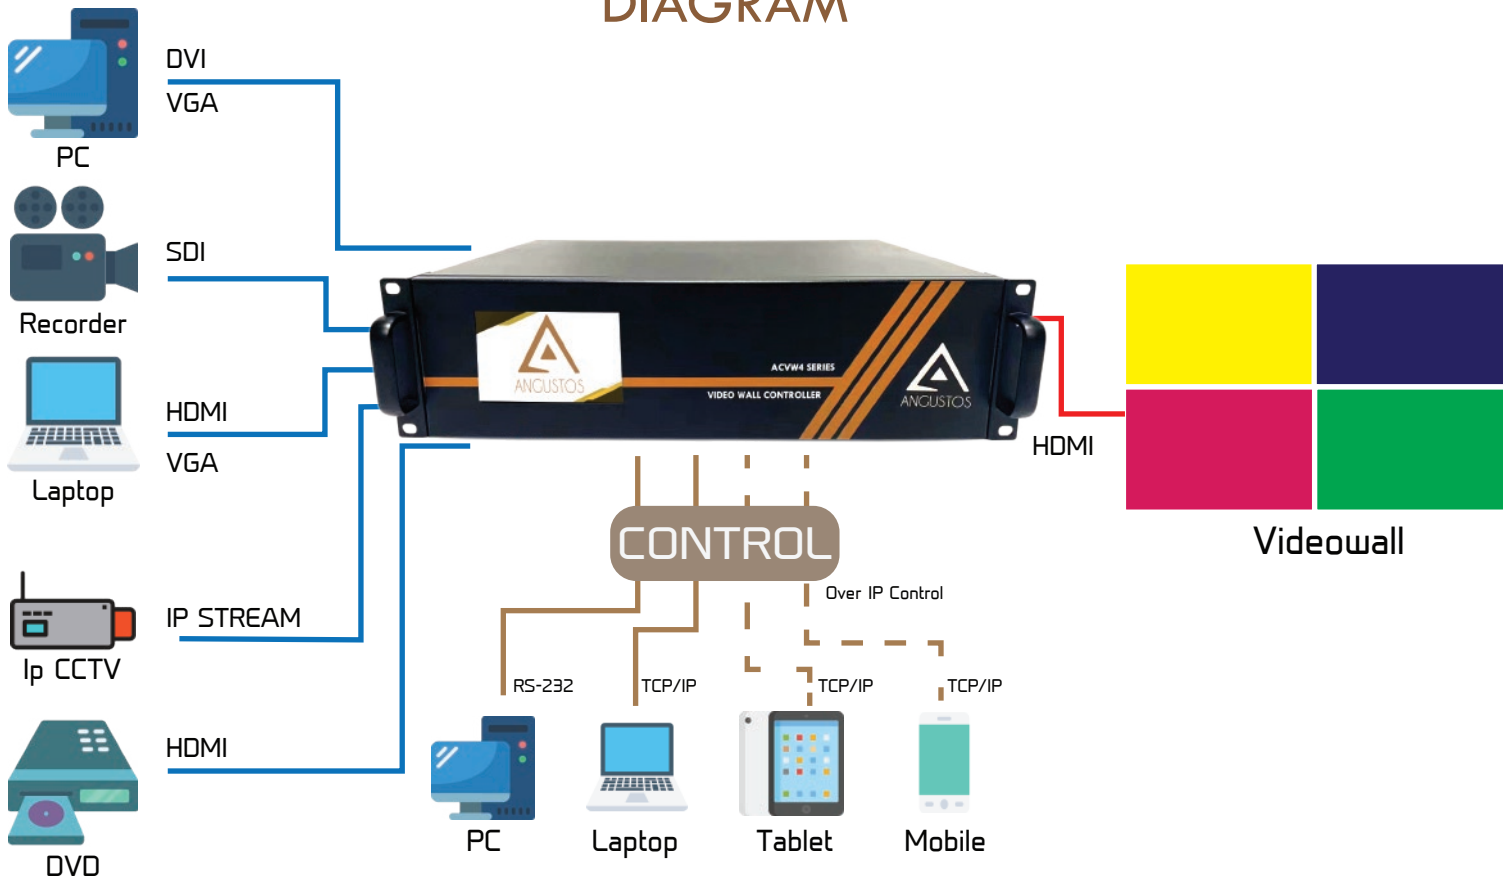 DIAGRAM
DVI
VGA
PC
SDI
Recorder
HDMI
VGA
Laptop
IP STREAM
Ip CCTV
HDMI
DVD
ANGUSTOS
ACVW4 SERIES
VIDEO WALL CONTROLLER
ANGUSTOS
HDMI
Videowall
CONTROL
Over IP Control
RS-232
TCP/IP
TCP/IP
TCP/IP
PC
Laptop
Tablet
Mobile